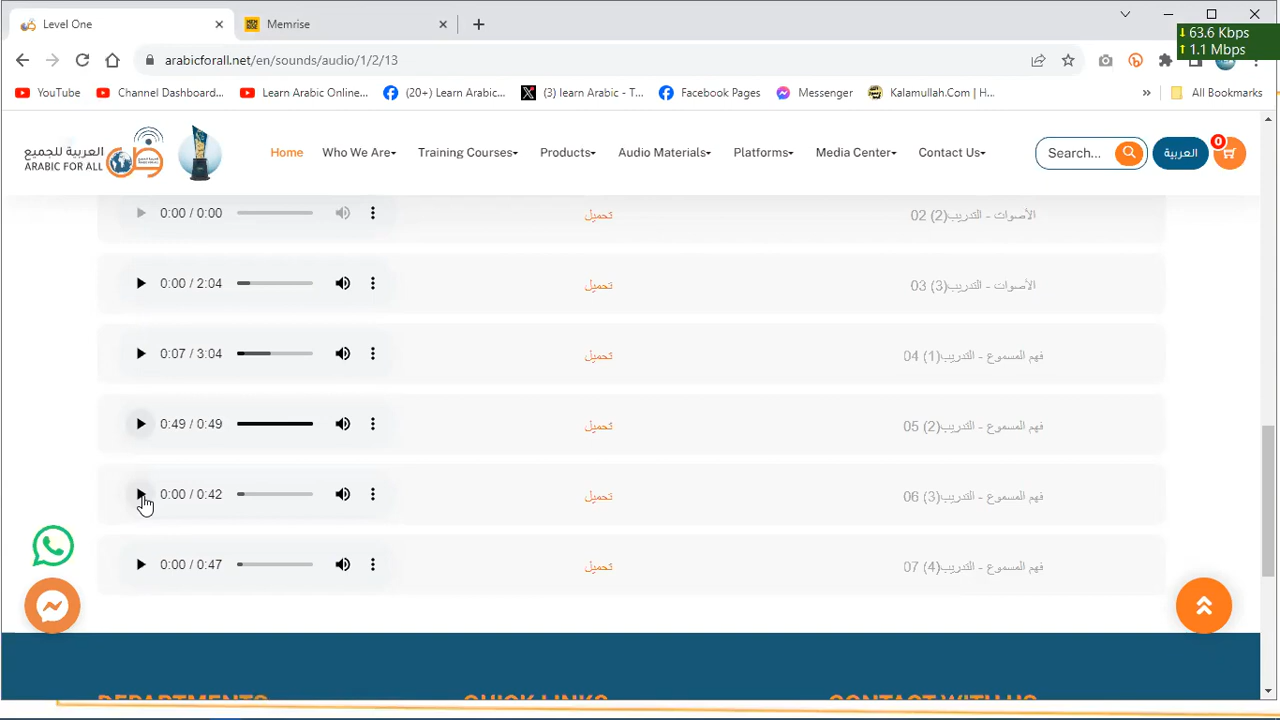 Level One
Memrise
63.6 Kbps
1.1 Mbps
arabicforall.net/en/sounds/audio/1/2/13
YouTube
Channel Dashboard...
Learn Arabic Online...
(20+) Learn Arabic...
(3) learn Arabic - T...
Facebook Pages
Messenger
Kalamullah.Com | H...
»
All Bookmarks
العربية للجميع
ARABIC FOR ALL
Home
Who We Are
Training Courses
Products
Audio Materials
Platforms
Media Center
Contact Us
Search...
العربية
0
0:00 / 0:00
تحميل
الأصوات - التدريب(2) 02
0:00 / 2:04
تحميل
الأصوات - التدريب(3) 03
0:07 / 3:04
تحميل
فهم المسموع - التدريب(1) 04
0:49 / 0:49
تحميل
فهم المسموع - التدريب(2) 05
0:00 / 0:42
تحميل
فهم المسموع - التدريب(3) 06
0:00 / 0:47
تحميل
فهم المسموع - التدريب(4) 07
DEPARTMENTS
QUICK LINKS
CONTACT WITH US